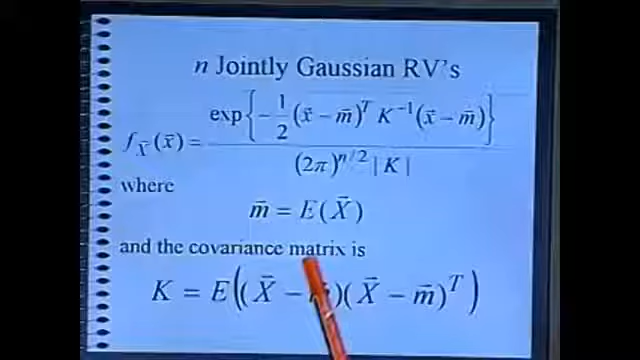 n Jointly Gaussian RV's
f_X⃗(x⃗) = exp{-1/2 (x⃗ - m⃗)^T K^-1 (x⃗ - m⃗)} / (2π)^n/2 |K|
where
m⃗ = E(X⃗)
and the covariance matrix is
K = E((X⃗ - m⃗)(X⃗ - m⃗)^T)